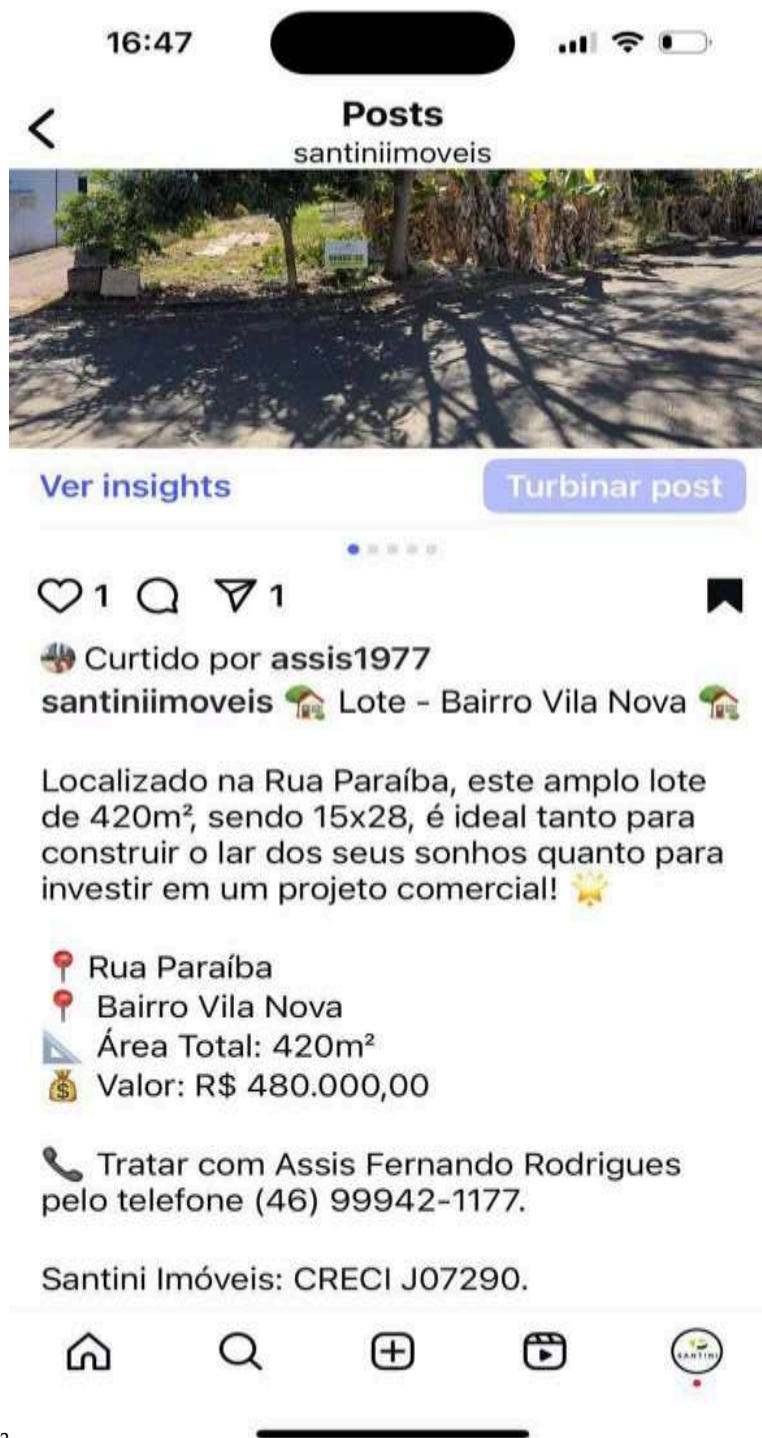 16:47
Posts
santiniimoveis
VENDE-SE
Ver insights
Turbinar post
1 1
Curtido por assis1977
santiniimoveis 🏡 Lote - Bairro Vila Nova 🏡
Localizado na Rua Paraíba, este amplo lote
de 420m², sendo 15x28, é ideal tanto para
construir o lar dos seus sonhos quanto para
investir em um projeto comercial! 🌟
📍 Rua Paraíba
📍 Bairro Vila Nova
📐 Área Total: 420m²
💰 Valor: R$ 480.000,00
📞 Tratar com Assis Fernando Rodrigues
pelo telefone (46) 99942-1177.
Santini Imóveis: CRECI J07290.
SANTINI